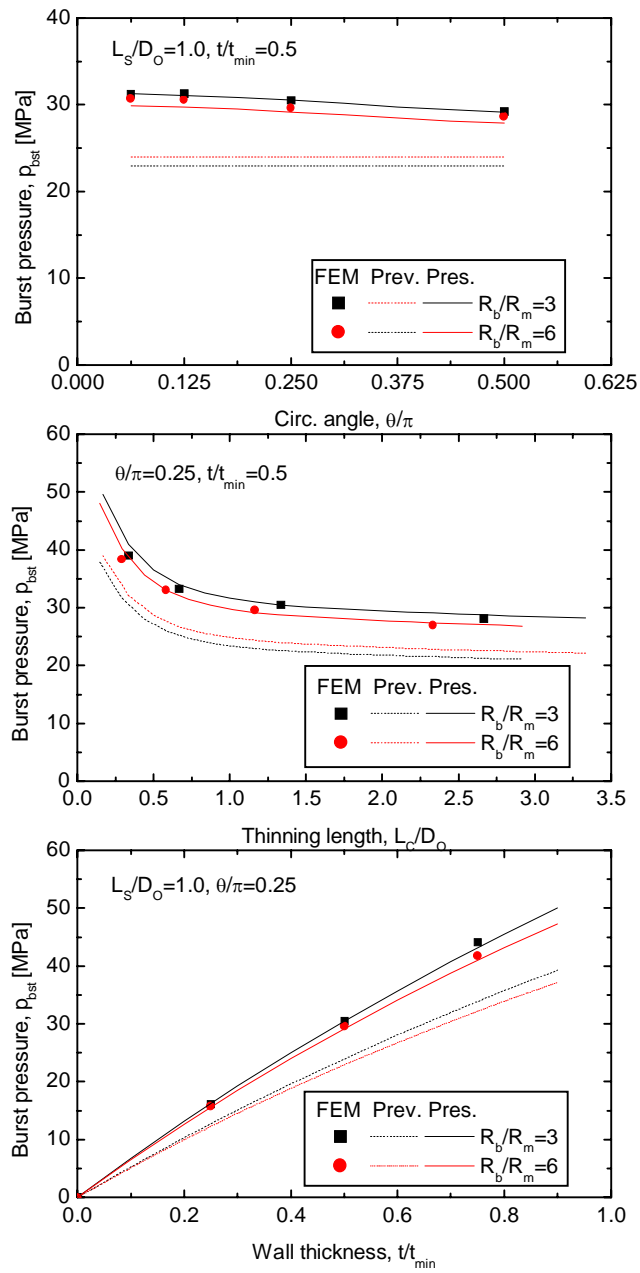 L_S/D_O=1.0, t/t_min=0.5
40
30
20
10
0
Burst pressure, p_bst [MPa]
FEM Prev. Pres.
R_b/R_m=3
R_b/R_m=6
0.000 0.125 0.250 0.375 0.500 0.625
Circ. angle, θ/π
θ/π=0.25, t/t_min=0.5
60
50
40
30
20
10
0
Burst pressure, p_bst [MPa]
FEM Prev. Pres.
R_b/R_m=3
R_b/R_m=6
0.0 0.5 1.0 1.5 2.0 2.5 3.0 3.5
Thinning length, L_C/D_O
L_S/D_O=1.0, θ/π=0.25
60
50
40
30
20
10
0
Burst pressure, p_bst [MPa]
FEM Prev. Pres.
R_b/R_m=3
R_b/R_m=6
0.0 0.2 0.4 0.6 0.8 1.0
Wall thickness, t/t_min